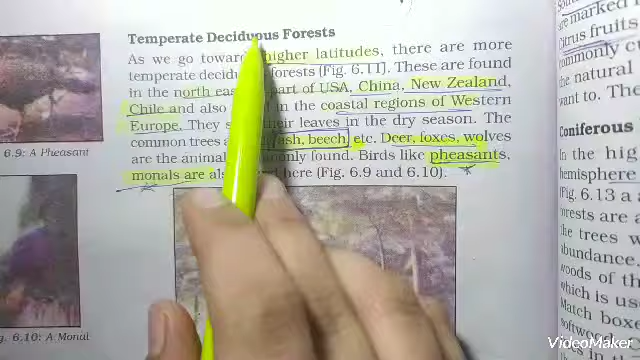 Temperate Deciduous Forests
As we go toward higher latitudes, there are more
temperate decid forests (Fig. 6.11). These are found
in the north eas part of USA, China, New Zealand,
Chile and also in the coastal regions of Western
Europe. They s their leaves in the dry season. The
common trees a ash, beech etc. Deer, foxes, wolves
are the animal monly found. Birds like pheasants,
monals are al here (Fig. 6.9 and 6.10).
6.9: A Pheasant
g. 6.10: A Monal
are marked
Citrus fruits
ommonly c
the natural
want to. The
Coniferous
In the hig
hemisphere
(Fig. 6.13 a
orests are
ike trees w
abundance.
woods of th
which is us
Match box
softwood
VideoMaker